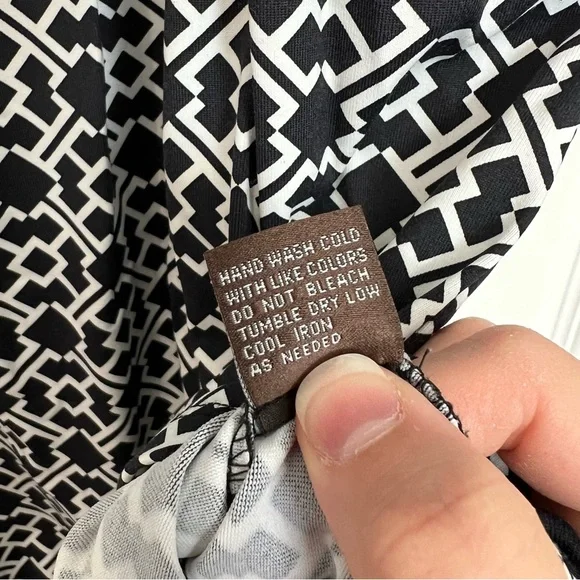 HAND WASH COLD
WITH LIKE COLORS
DO NOT BLEACH
TUMBLE DRY LOW
COOL IRON
AS NEEDED